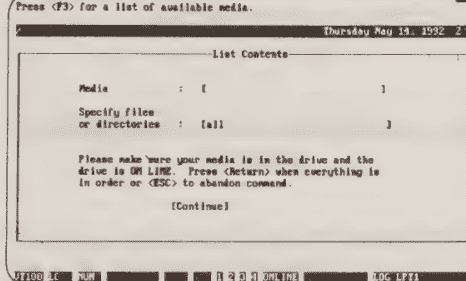 Press <F3> for a list of available media.
/ Thursday May 14, 1992 2
List Contents
Media : [ ]
Specify files
or directories : [all ]
Please make sure your media is in the drive and the
drive is ON LINE. Press <Return> when everything is
in order or <ESC> to abandon command.
[Continue]
VT100 LC NUM 1 2 3 4 ONLINE LOG LPT1